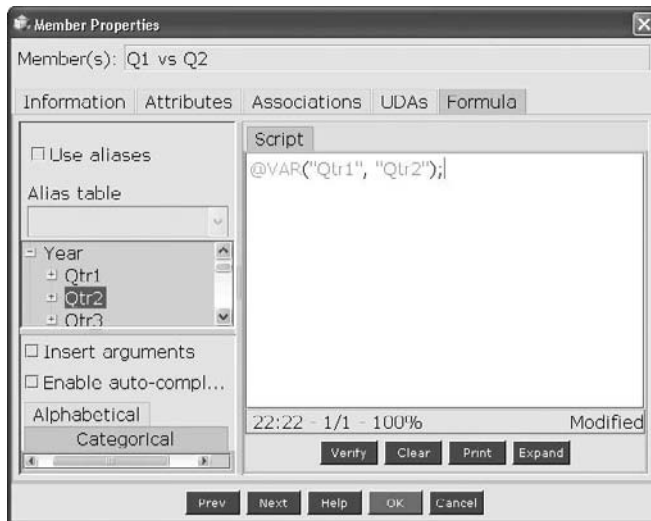 Member Properties
Member(s): Q1 vs Q2
Information Attributes Associations UDAs Formula
Use aliases
Alias table
Year
Qtr1
Qtr2
Qtr3
Insert arguments
Enable auto-compl...
Alphabetical
Categorical
Script
@VAR("Qtr1", "Qtr2");
22:22 - 1/1 - 100% Modified
Verify Clear Print Expand
Prev Next Help OK Cancel